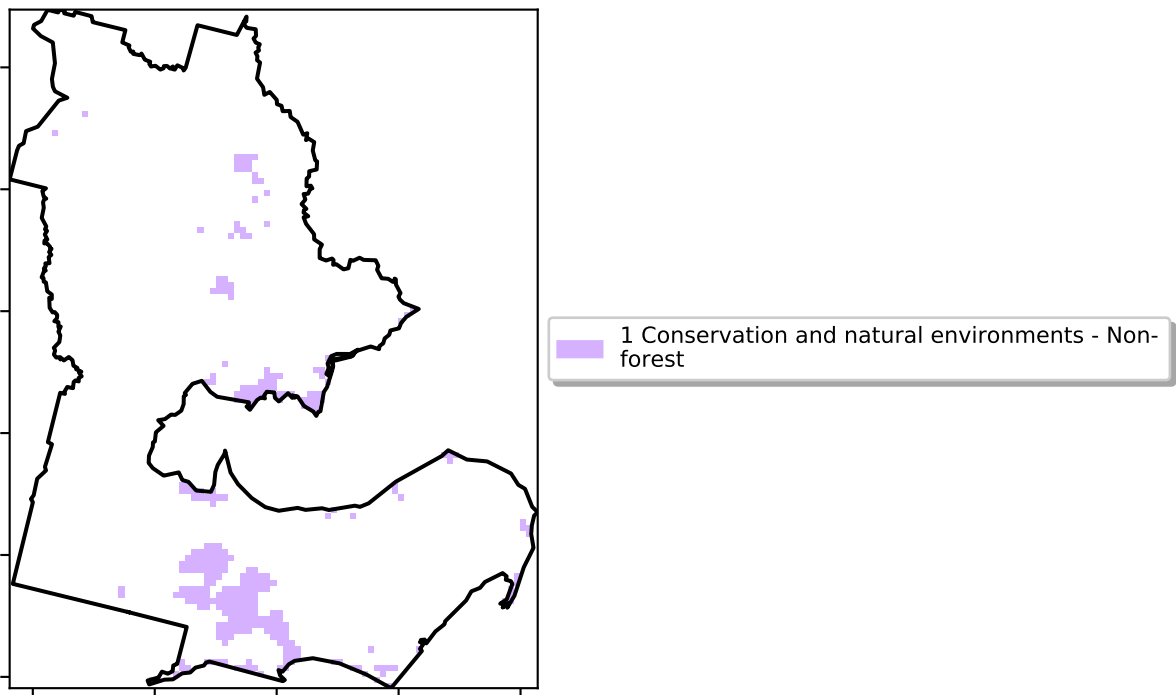 1 Conservation and natural environments - Non-
forest